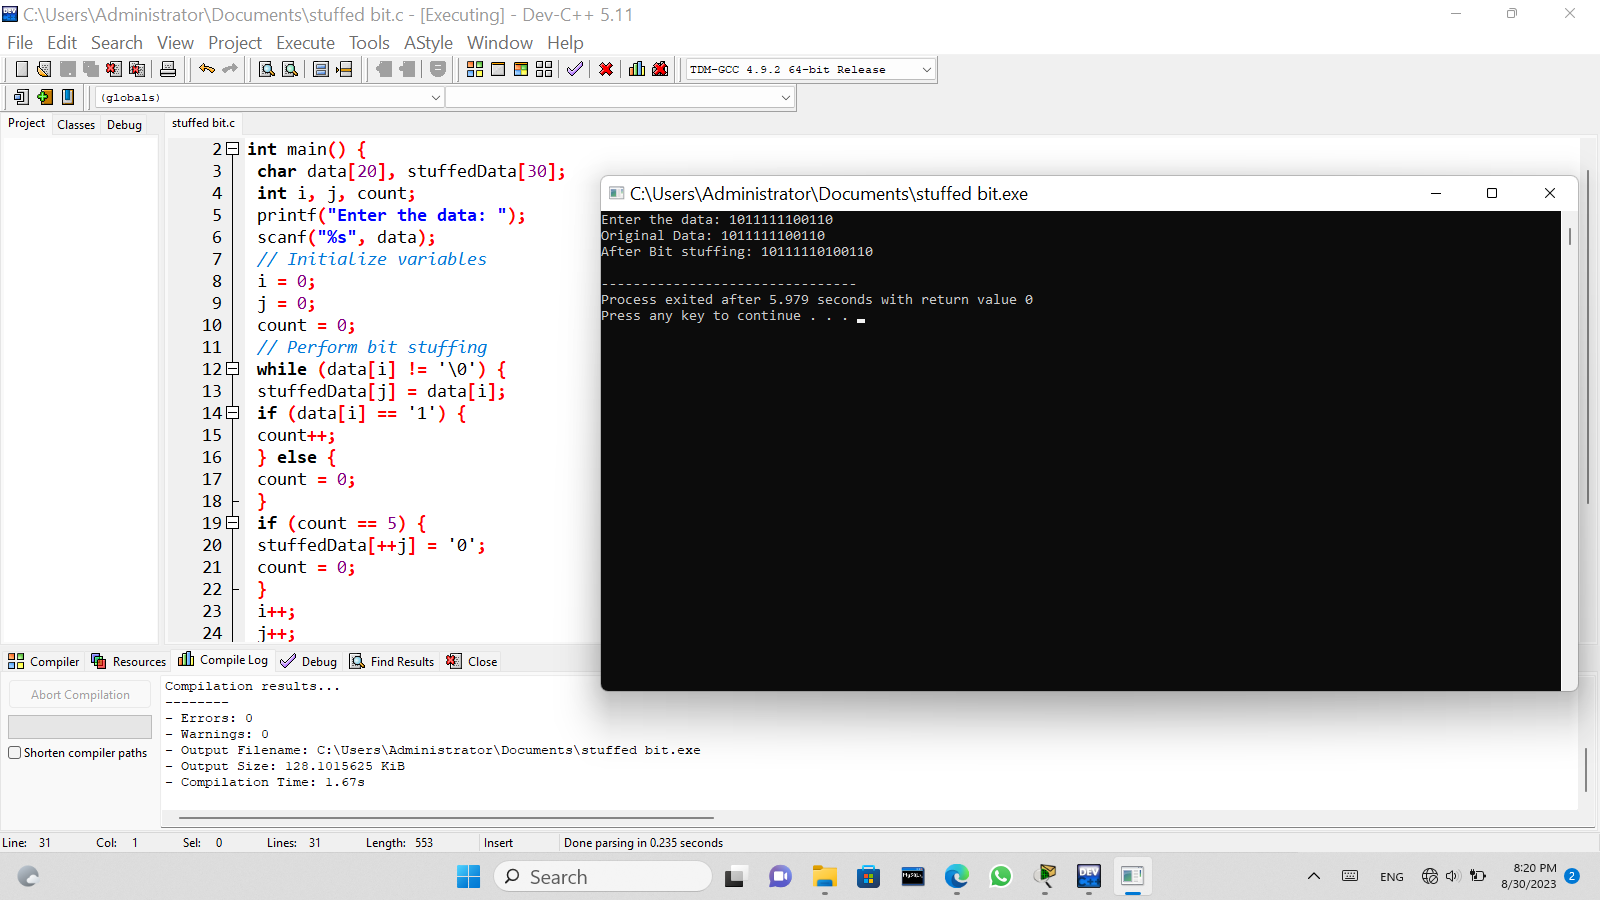 C:\Users\Administrator\Documents\stuffed bit.c - [Executing] - Dev-C++ 5.11
File Edit Search View Project Execute Tools AStyle Window Help
TDM-GCC 4.9.2 64-bit Release
(globals)
Project Classes Debug
stuffed bit.c
2 int main() {
3 char data[20], stuffedData[30];
4 int i, j, count;
5 printf("Enter the data: ");
6 scanf("%s", data);
7 // Initialize variables
8 i = 0;
9 j = 0;
10 count = 0;
11 // Perform bit stuffing
12 while (data[i] != '\0') {
13 stuffedData[j] = data[i];
14 if (data[i] == '1') {
15 count++;
16 } else {
17 count = 0;
18 }
19 if (count == 5) {
20 stuffedData[++j] = '0';
21 count = 0;
22 }
23 i++;
24 j++;
C:\Users\Administrator\Documents\stuffed bit.exe
Enter the data: 1011111100110
Original Data: 1011111100110
After Bit stuffing: 10111110100110
--------------------------------
Process exited after 5.979 seconds with return value 0
Press any key to continue . . .
Compiler Resources Compile Log Debug Find Results Close
Abort Compilation
Shorten compiler paths
Compilation results...
--------
- Errors: 0
- Warnings: 0
- Output Filename: C:\Users\Administrator\Documents\stuffed bit.exe
- Output Size: 128.1015625 KiB
- Compilation Time: 1.67s
Line: 31 Col: 1 Sel: 0 Lines: 31 Length: 553 Insert Done parsing in 0.235 seconds
Search
MySQL
DEV
ENG
8:20 PM
8/30/2023
2